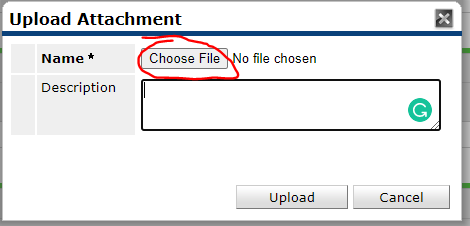 Upload Attachment
Name * Choose File No file chosen
Description
Upload Cancel